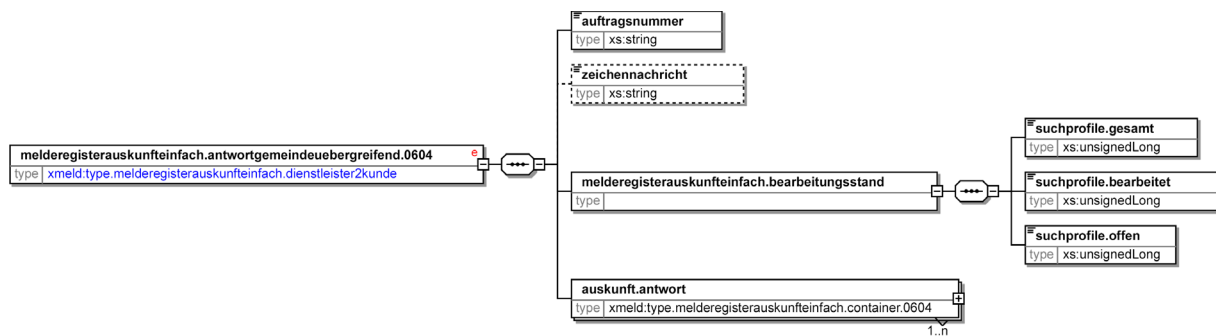 auftragsnummer
type xs:string
zeichennachricht
type xs:string
melderegisterauskunfteinfach.antwortgemeindeuebergreifend.0604 e
type xmeld:type.melderegisterauskunfteinfach.dienstleister2kunde
melderegisterauskunfteinfach.bearbeitungsstand
type
suchprofile.gesamt
type xs:unsignedLong
suchprofile.bearbeitet
type xs:unsignedLong
suchprofile.offen
type xs:unsignedLong
auskunft.antwort
type xmeld:type.melderegisterauskunfteinfach.container.0604
1..n